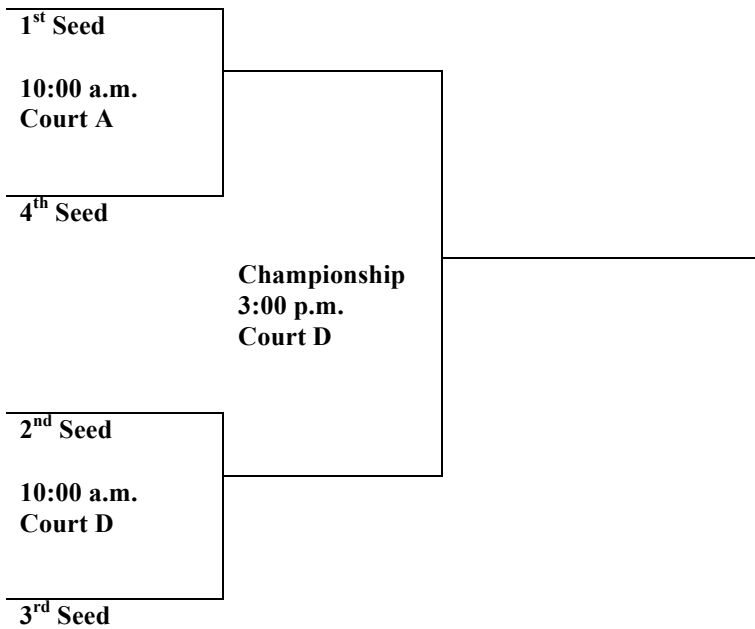 1st Seed
10:00 a.m.
Court A
4th Seed
Championship
3:00 p.m.
Court D
2nd Seed
10:00 a.m.
Court D
3rd Seed